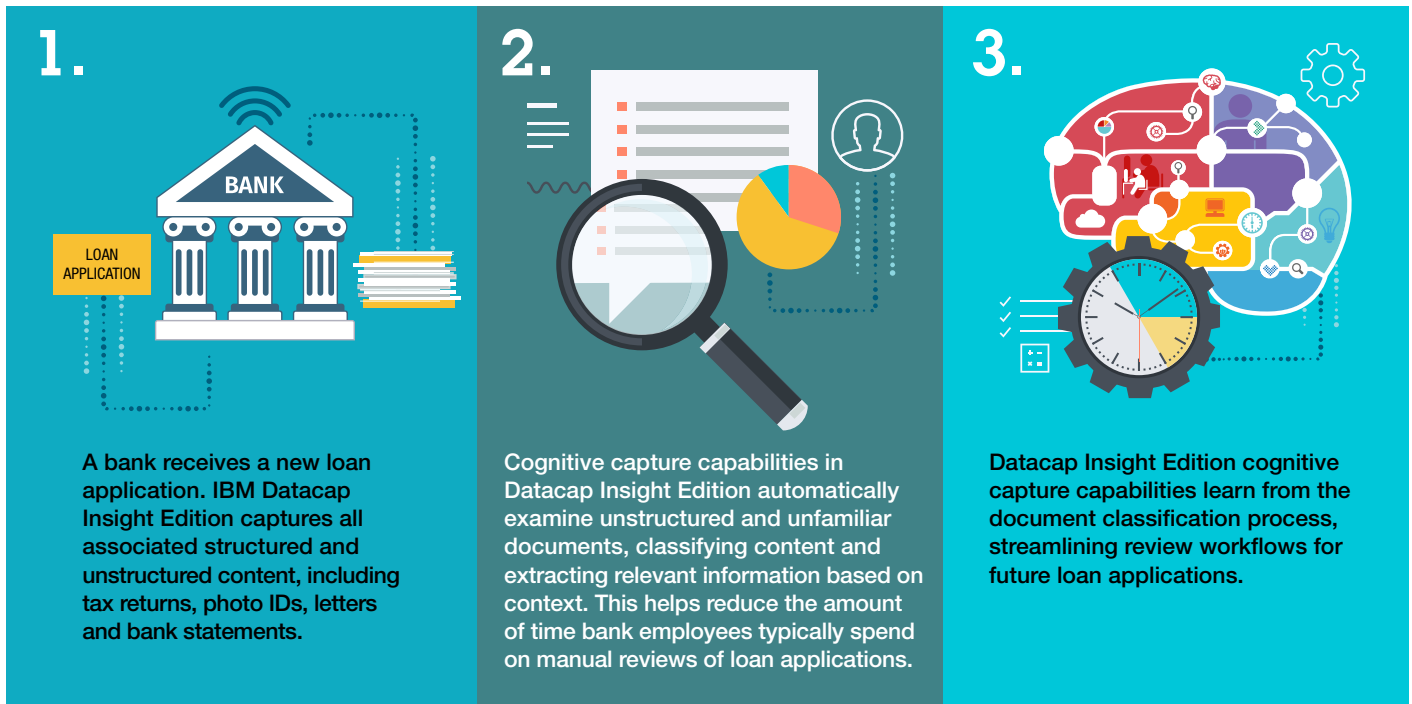 1.
BANK
LOAN
APPLICATION
A bank receives a new loan
application. IBM Datacap
Insight Edition captures all
associated structured and
unstructured content, including
tax returns, photo IDs, letters
and bank statements.
2.
Cognitive capture capabilities in
Datacap Insight Edition automatically
examine unstructured and unfamiliar
documents, classifying content and
extracting relevant information based on
context. This helps reduce the amount
of time bank employees typically spend
on manual reviews of loan applications.
3.
Datacap Insight Edition cognitive
capture capabilities learn from the
document classification process,
streamlining review workflows for
future loan applications.